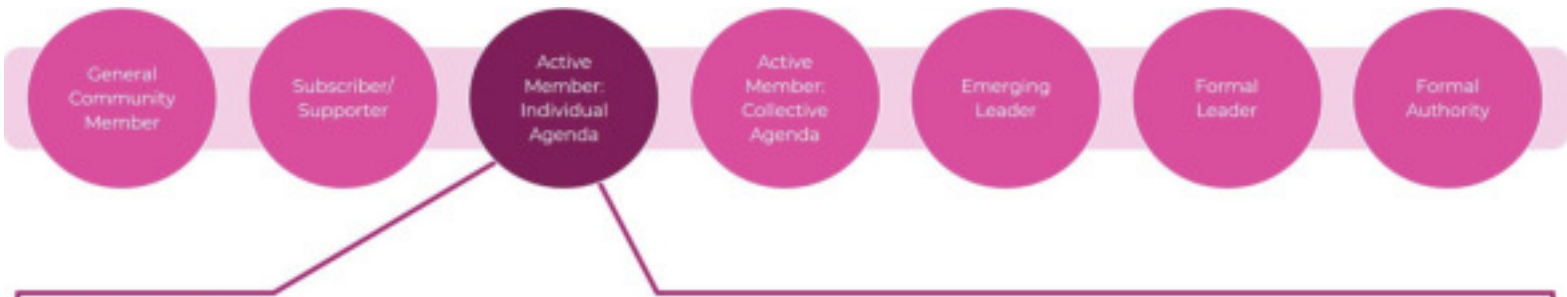 General
Community
Member
Subscriber/
Supporter
Active
Member:
Individual
Agenda
Active
Member:
Collective
Agenda
Emerging
Leader
Formal
Leader
Formal
Authority